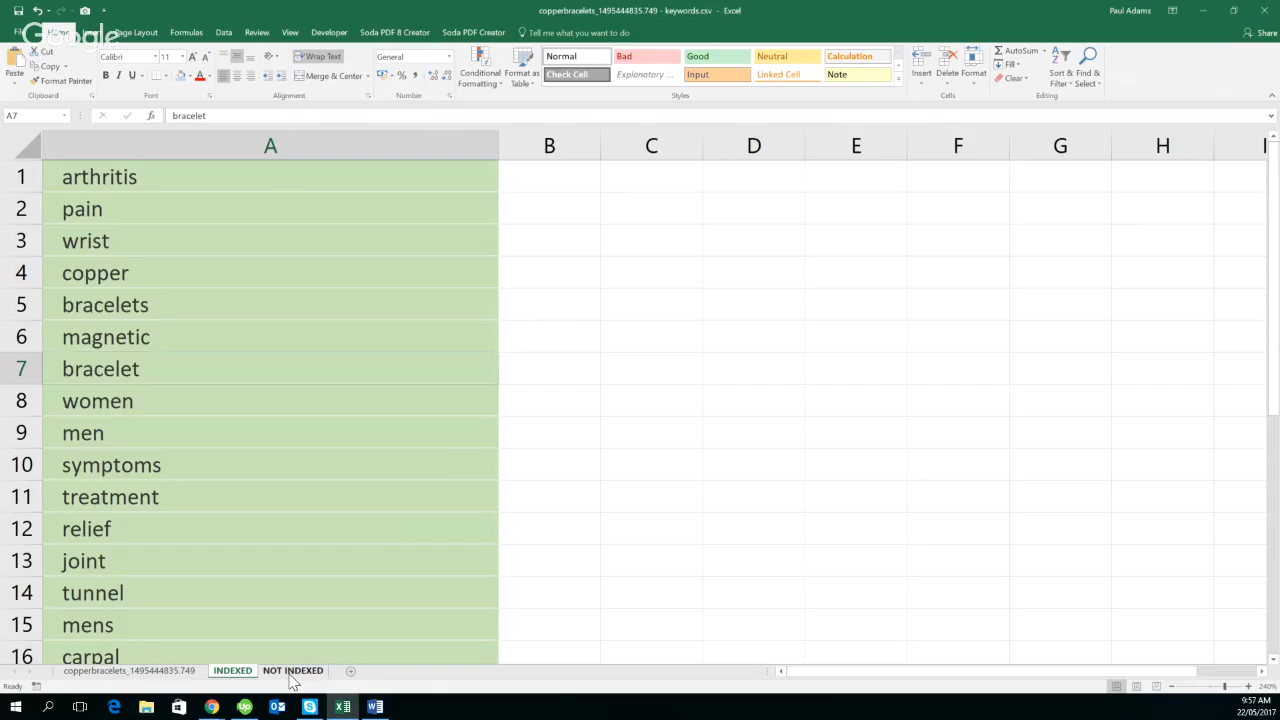 copperbracelets_1495444835.749 - keywords.csv - Excel
Paul Adams
Google
File Home Insert Page Layout Formulas Data Review View Developer Soda PDF 8 Creator Soda PDF Creator Tell me what you want to do
Share
Cut
Copy
Format Painter
Paste
Clipboard
Calibri 11
B I U
Font
Wrap Text
Merge & Center
Alignment
General
Number
Conditional Formatting
Format as Table
Normal Bad Good Neutral Calculation
Check Cell Explanatory ... Input Linked Cell Note
Styles
Insert Delete Format
Cells
AutoSum
Fill
Clear
Sort & Filter
Find & Select
Editing
A7
fx
bracelet
A B C D E F G H I
1 arthritis
2 pain
3 wrist
4 copper
5 bracelets
6 magnetic
7 bracelet
8 women
9 men
10 symptoms
11 treatment
12 relief
13 joint
14 tunnel
15 mens
16 carpal
copperbracelets_1495444835.749 INDEXED NOT INDEXED
Ready
240%
9:57 AM
22/05/2017